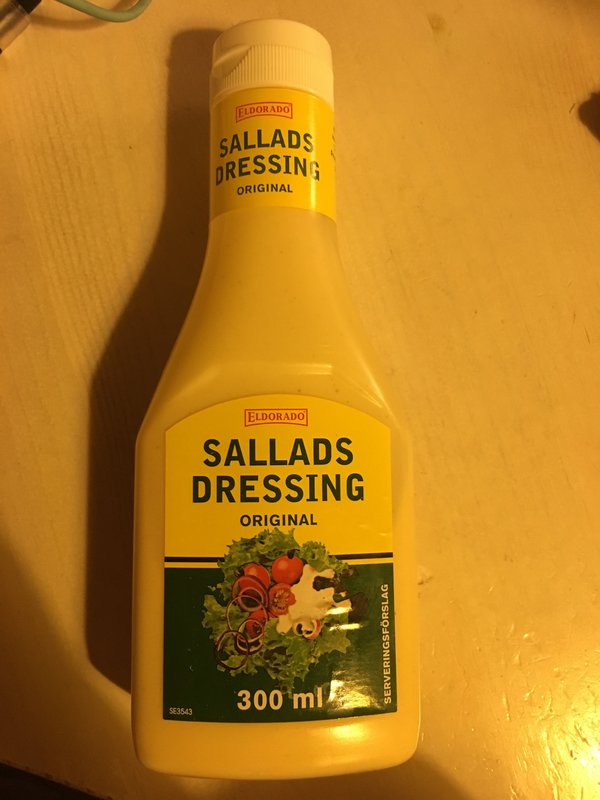 ELDORADO
SALLADS
DRESSING
ORIGINAL
ELDORADO
SALLADS
DRESSING
ORIGINAL
SERVERINGSFÖRSLAG
300 ml
SE3543